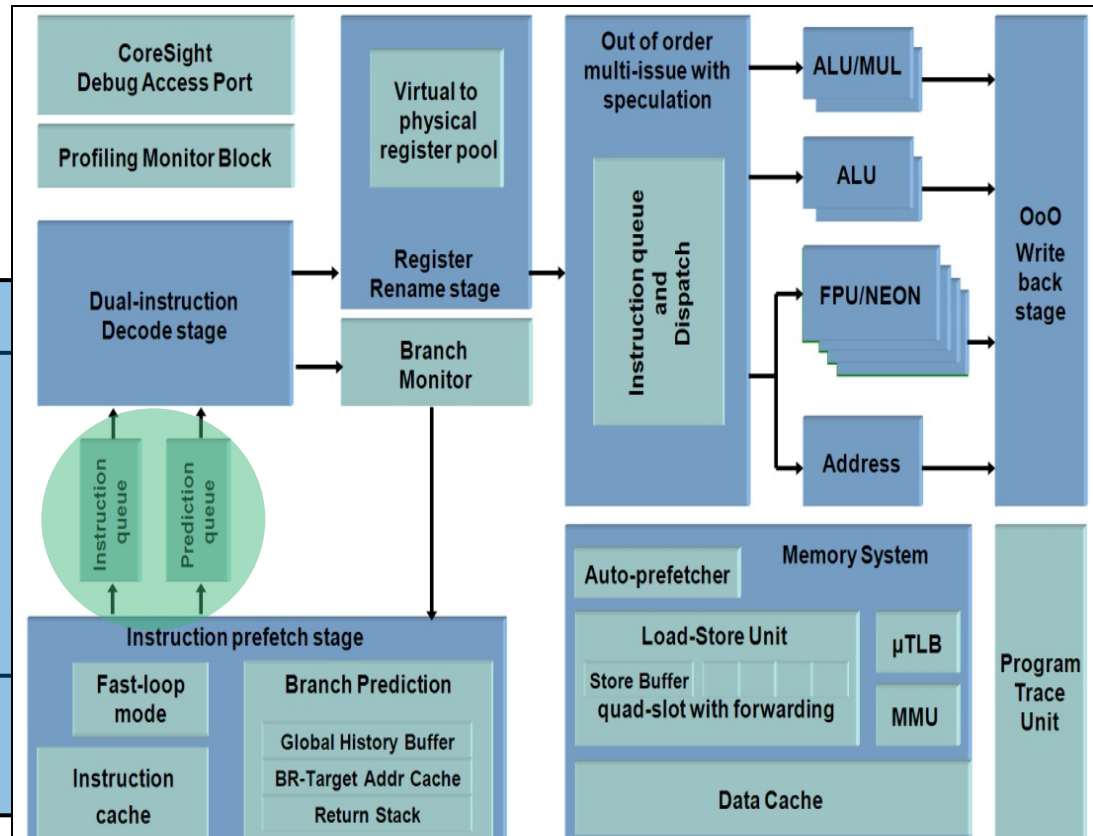 CoreSight
Debug Access Port
Profiling Monitor Block
Virtual to
physical
register pool
Register
Rename stage
Out of order
multi-issue with
speculation
Instruction queue
and
Dispatch
ALU/MUL
ALU
FPU/NEON
Address
OoO
Write
back
stage
Dual-instruction
Decode stage
Branch
Monitor
Instruction
queue
Prediction
queue
Instruction prefetch stage
Fast-loop
mode
Instruction
cache
Branch Prediction
Global History Buffer
BR-Target Addr Cache
Return Stack
Memory System
Auto-prefetcher
Load-Store Unit
Store Buffer
quad-slot with forwarding
µTLB
MMU
Data Cache
Program
Trace
Unit